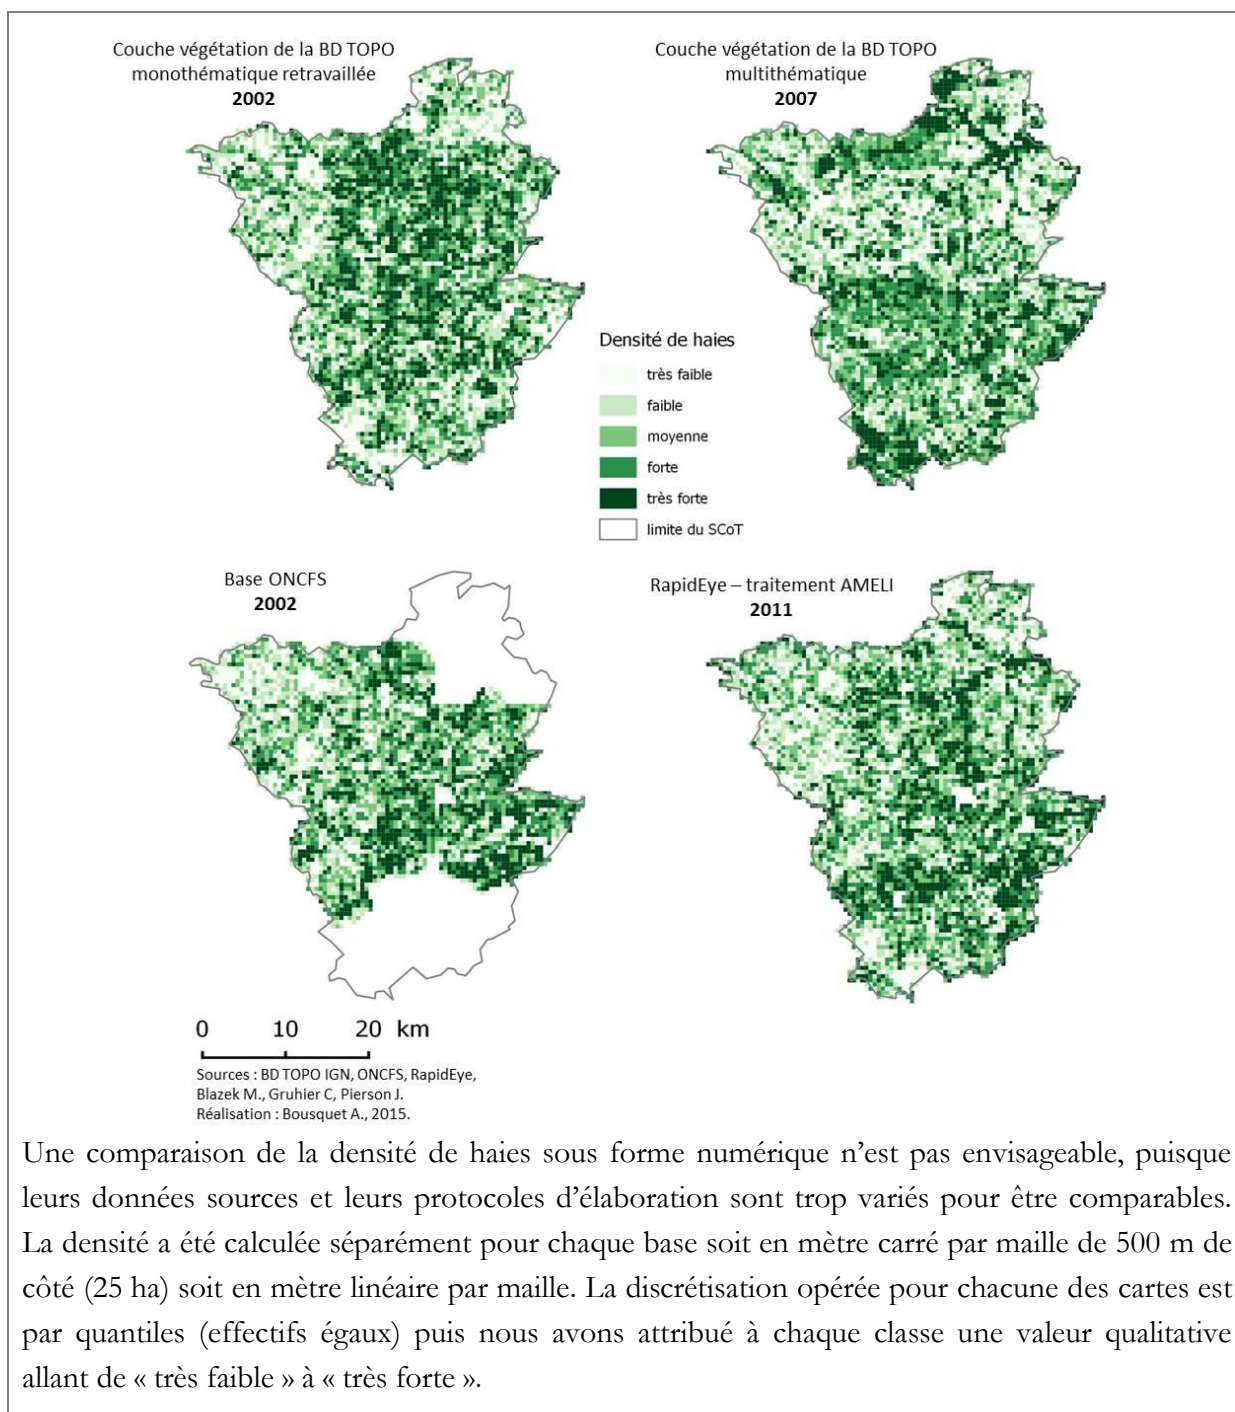 Couche végétation de la BD TOPO
monothématique retravaillée
2002
Couche végétation de la BD TOPO
multithématique
2007
Densité de haies
très faible
faible
moyenne
forte
très forte
limite du SCoT
Base ONCFS
2002
RapidEye – traitement AMELI
2011
0 10 20 km
Sources : BD TOPO IGN, ONCFS, RapidEye,
Blazek M., Gruhier C, Pierson J.
Réalisation : Bousquet A., 2015.
Une comparaison de la densité de haies sous forme numérique n’est pas envisageable, puisque
leurs données sources et leurs protocoles d’élaboration sont trop variés pour être comparables.
La densité a été calculée séparément pour chaque base soit en mètre carré par maille de 500 m de
côté (25 ha) soit en mètre linéaire par maille. La discrétisation opérée pour chacune des cartes est
par quantiles (effectifs égaux) puis nous avons attribué à chaque classe une valeur qualitative
allant de « très faible » à « très forte ».